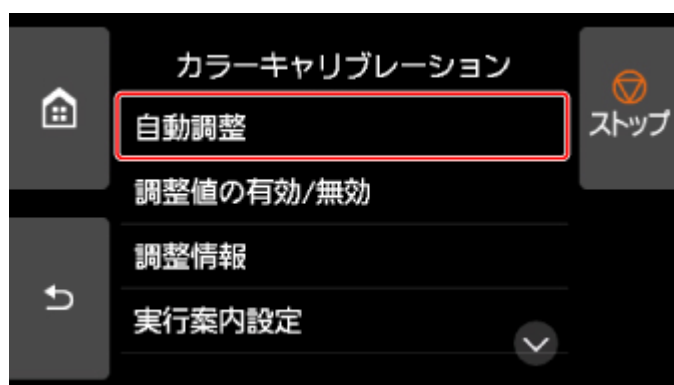 カラーキャリブレーション
自動調整
ストップ
調整値の有効/無効
調整情報
実行案内設定